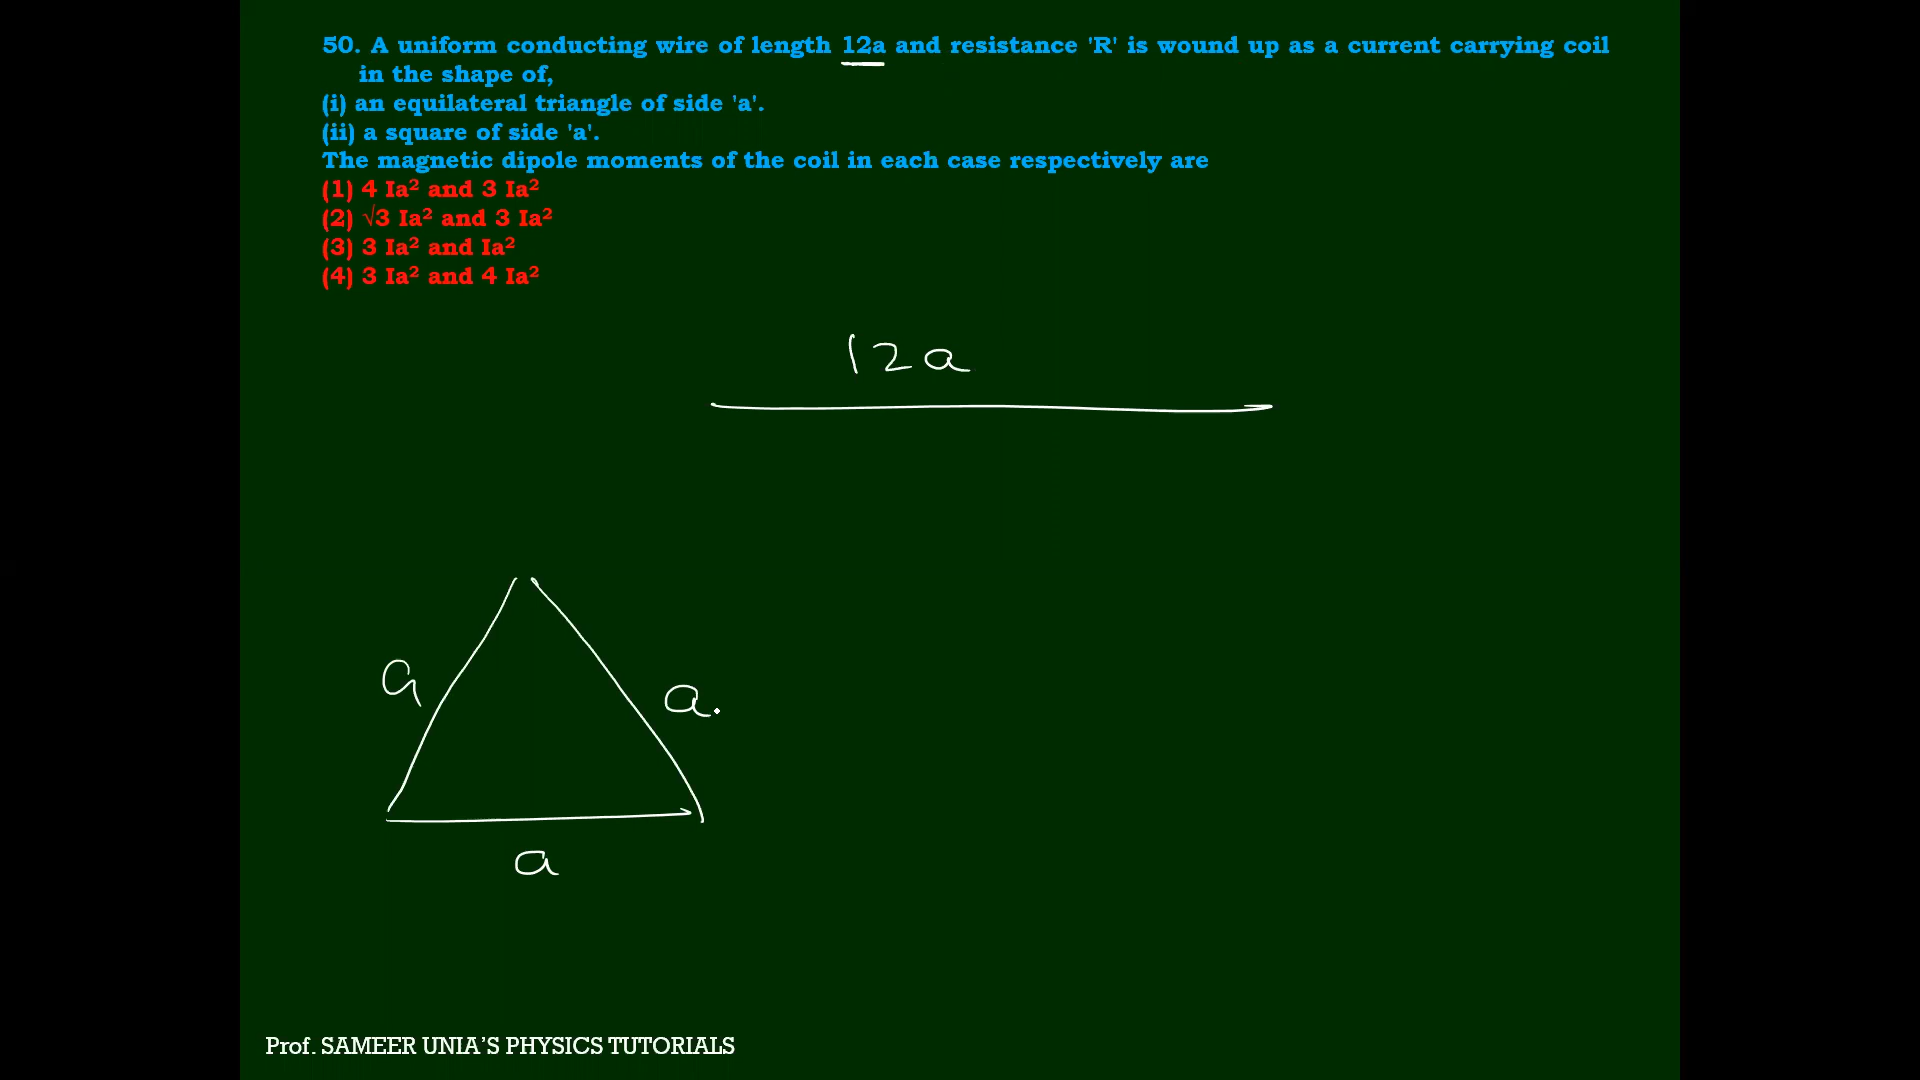 50. A uniform conducting wire of length 12a and resistance 'R' is wound up as a current carrying coil
in the shape of,
(i) an equilateral triangle of side 'a'.
(ii) a square of side 'a'.
The magnetic dipole moments of the coil in each case respectively are
(1) 4 Ia² and 3 Ia²
(2) √3 Ia² and 3 Ia²
(3) 3 Ia² and Ia²
(4) 3 Ia² and 4 Ia²
12a
a
a.
a
Prof. SAMEER UNIA'S PHYSICS TUTORIALS